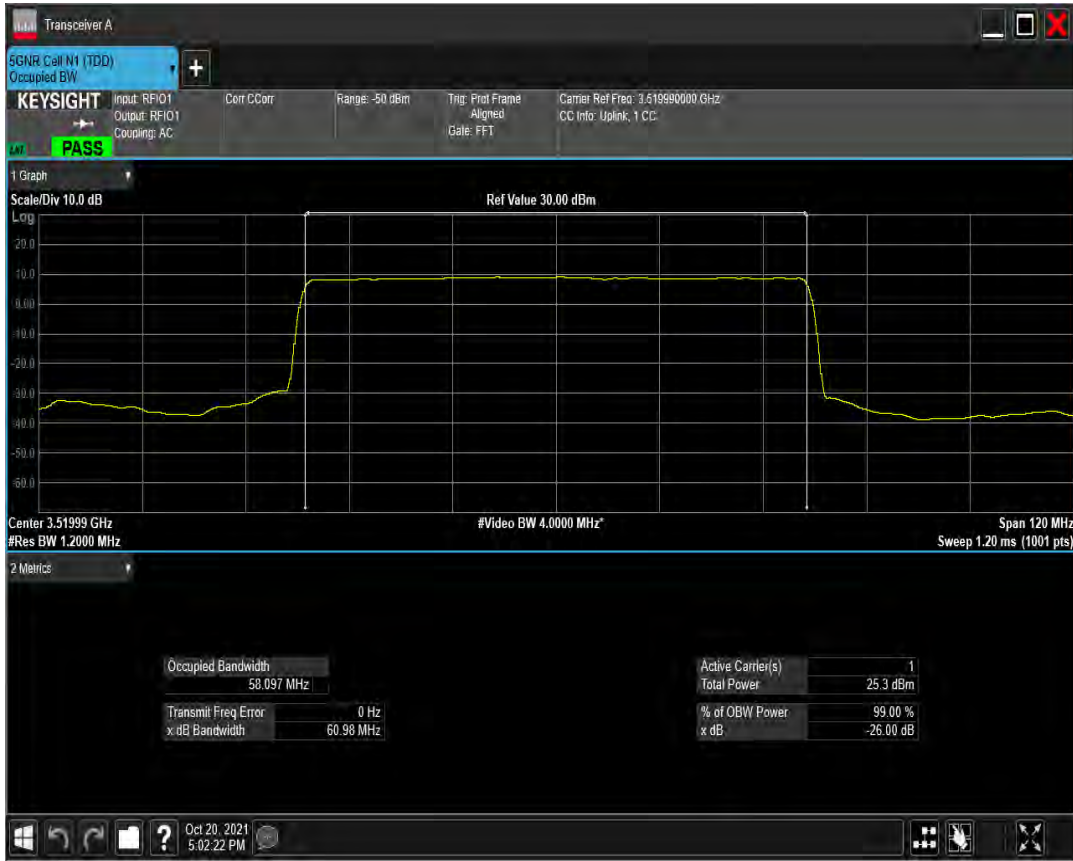 Transceiver A
5GNR Cell N1 (TDD)
Occupied BW
+
KEYSIGHT
PASS
Input: RFIO1
Output: RFIO1
Coupling: AC
Corr CCorr
Range: -50 dBm
Trig: Prot Frame
Aligned
Gate: FFT
Carrier Ref Freq: 3.519990000 GHz
CC Info: Uplink, 1 CC
1 Graph
Scale/Div 10.0 dB
Ref Value 30.00 dBm
Log
20.0
10.0
0.00
-10.0
-20.0
-30.0
-40.0
-50.0
-60.0
Center 3.51999 GHz
#Video BW 4.0000 MHz*
Span 120 MHz
#Res BW 1.2000 MHz
Sweep 1.20 ms (1001 pts)
2 Metrics
Occupied Bandwidth
58.097 MHz
Transmit Freq Error 0 Hz
x dB Bandwidth 60.98 MHz
Active Carrier(s) 1
Total Power 25.3 dBm
% of OBW Power 99.00 %
x dB -26.00 dB
?
Oct 20, 2021
5:02:22 PM